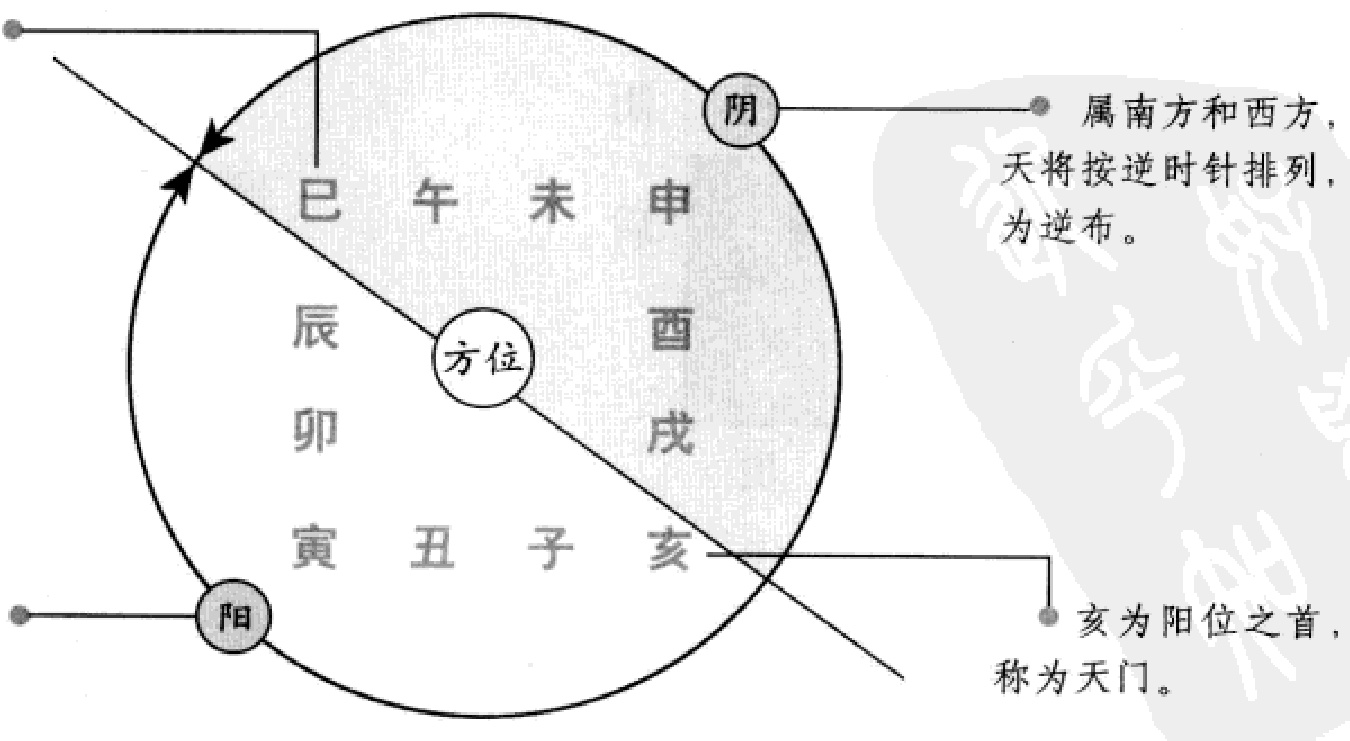 阴
属南方和西方，
天将按逆时针排列，
为逆布。
巳 午 未 申
辰 酉
方位
卯 戌
寅 丑 子 亥
阳
亥为阳位之首，
称为天门。